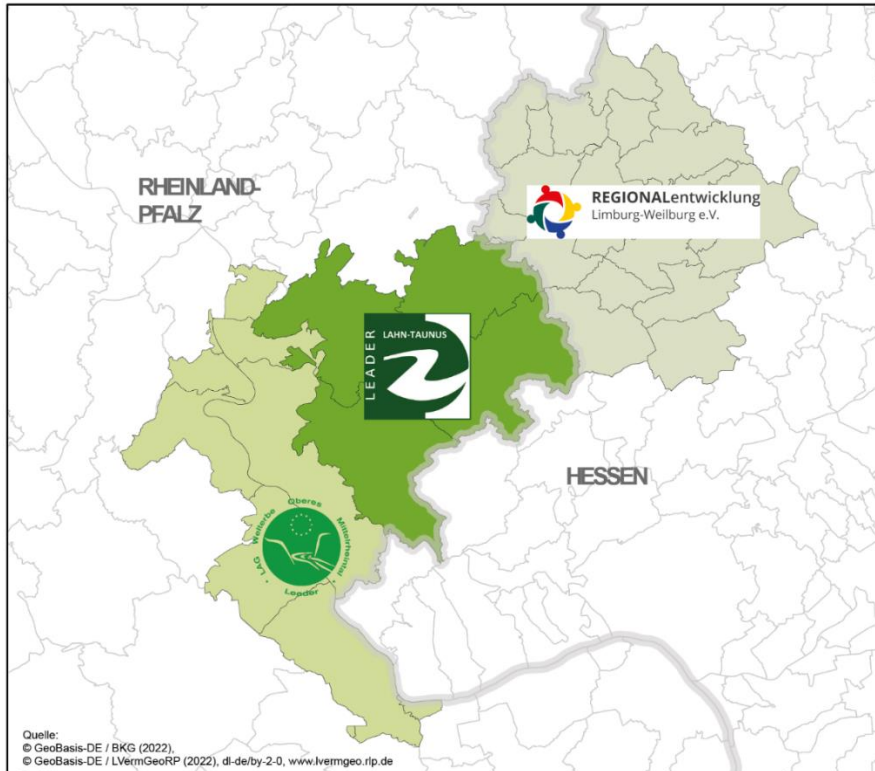 RHEINLAND-
PFALZ
REGIONALentwicklung
Limburg-Weilburg e.V.
LEADER
LAHN-TAUNUS
HESSEN
• LAG Welterbe Oberes Mittelrheintal •
Leader
Quelle:
© GeoBasis-DE / BKG (2022),
© GeoBasis-DE / LVermGeoRP (2022), dl-de/by-2-0, www.lvermgeo.rlp.de